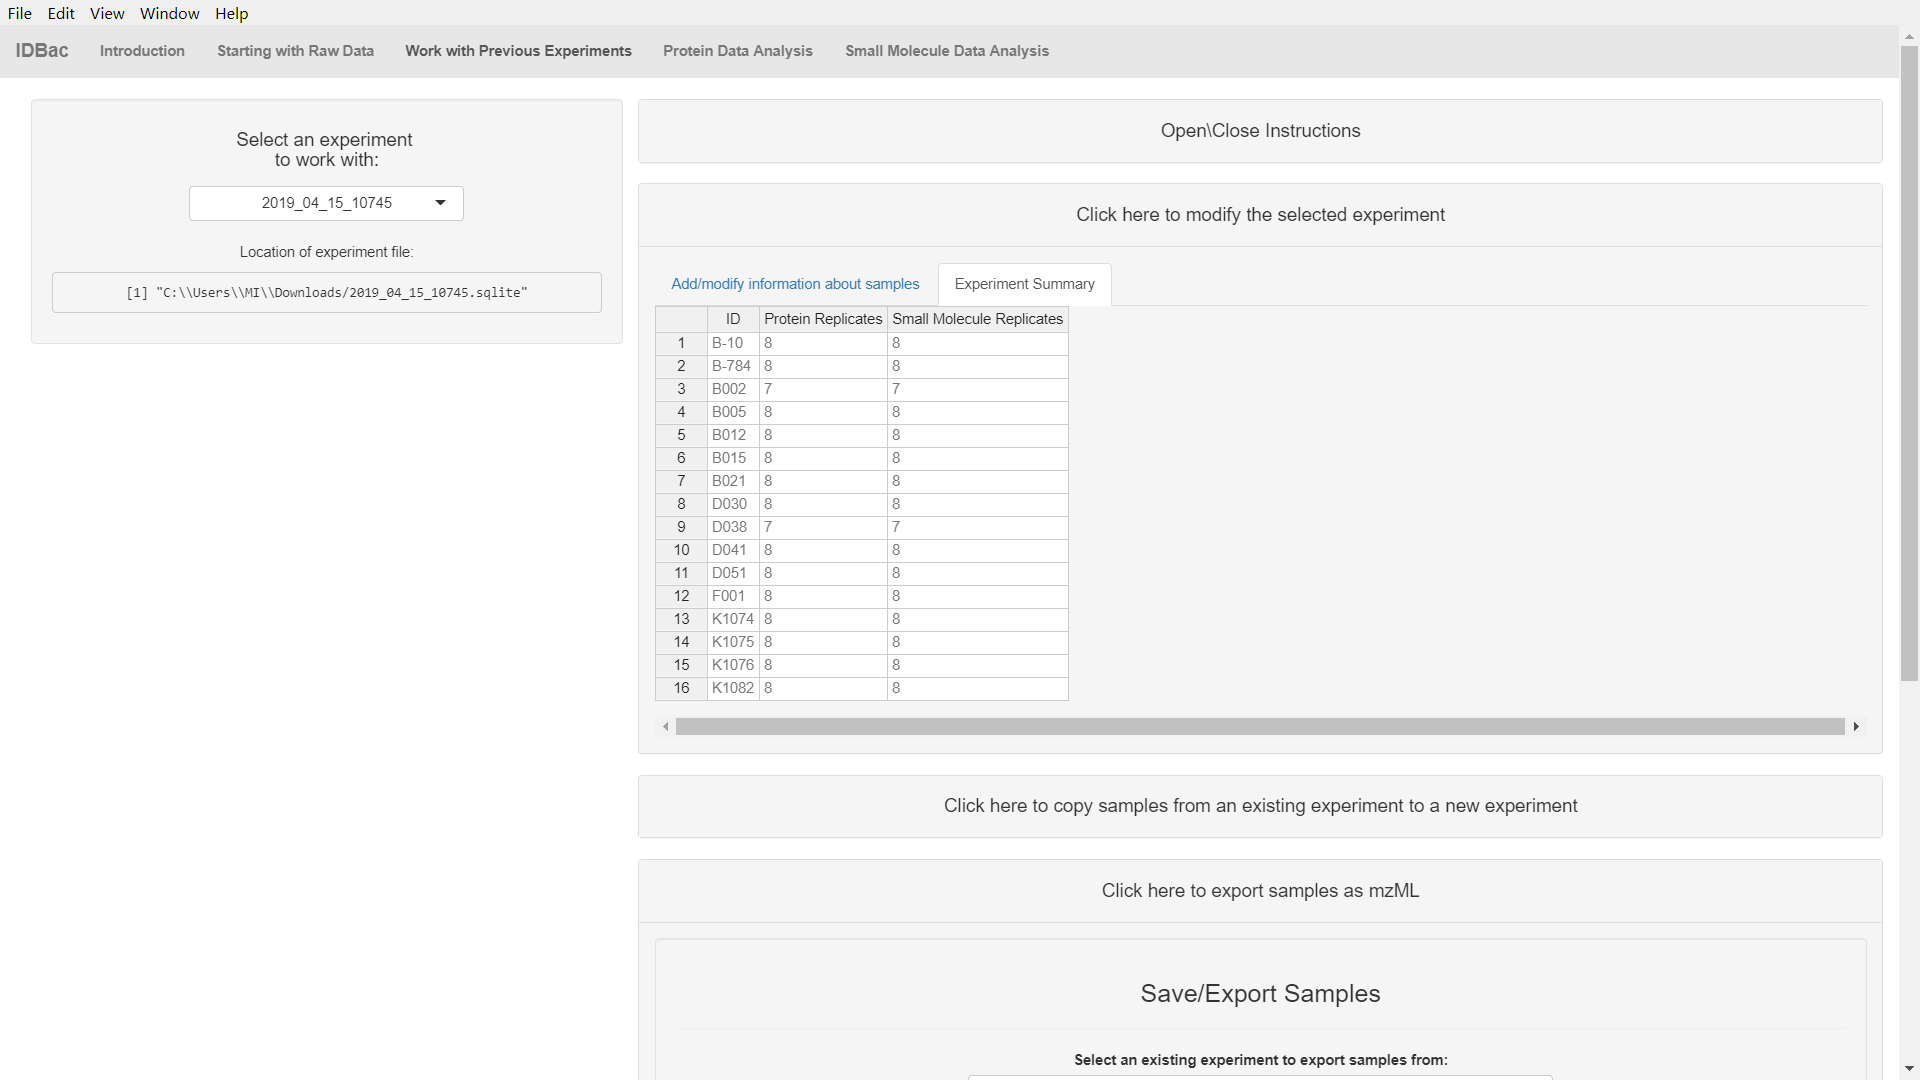 File Edit View Window Help
IDBac Introduction Starting with Raw Data Work with Previous Experiments Protein Data Analysis Small Molecule Data Analysis
Select an experiment
to work with:
2019_04_15_10745
Location of experiment file:
[1] "C:\\Users\\MI\\Downloads/2019_04_15_10745.sqlite"
Open\Close Instructions
Click here to modify the selected experiment
Add/modify information about samples Experiment Summary
ID Protein Replicates Small Molecule Replicates
1 B-10 8 8
2 B-784 8 8
3 B002 7 7
4 B005 8 8
5 B012 8 8
6 B015 8 8
7 B021 8 8
8 D030 8 8
9 D038 7 7
10 D041 8 8
11 D051 8 8
12 F001 8 8
13 K1074 8 8
14 K1075 8 8
15 K1076 8 8
16 K1082 8 8
Click here to copy samples from an existing experiment to a new experiment
Click here to export samples as mzML
Save/Export Samples
Select an existing experiment to export samples from: